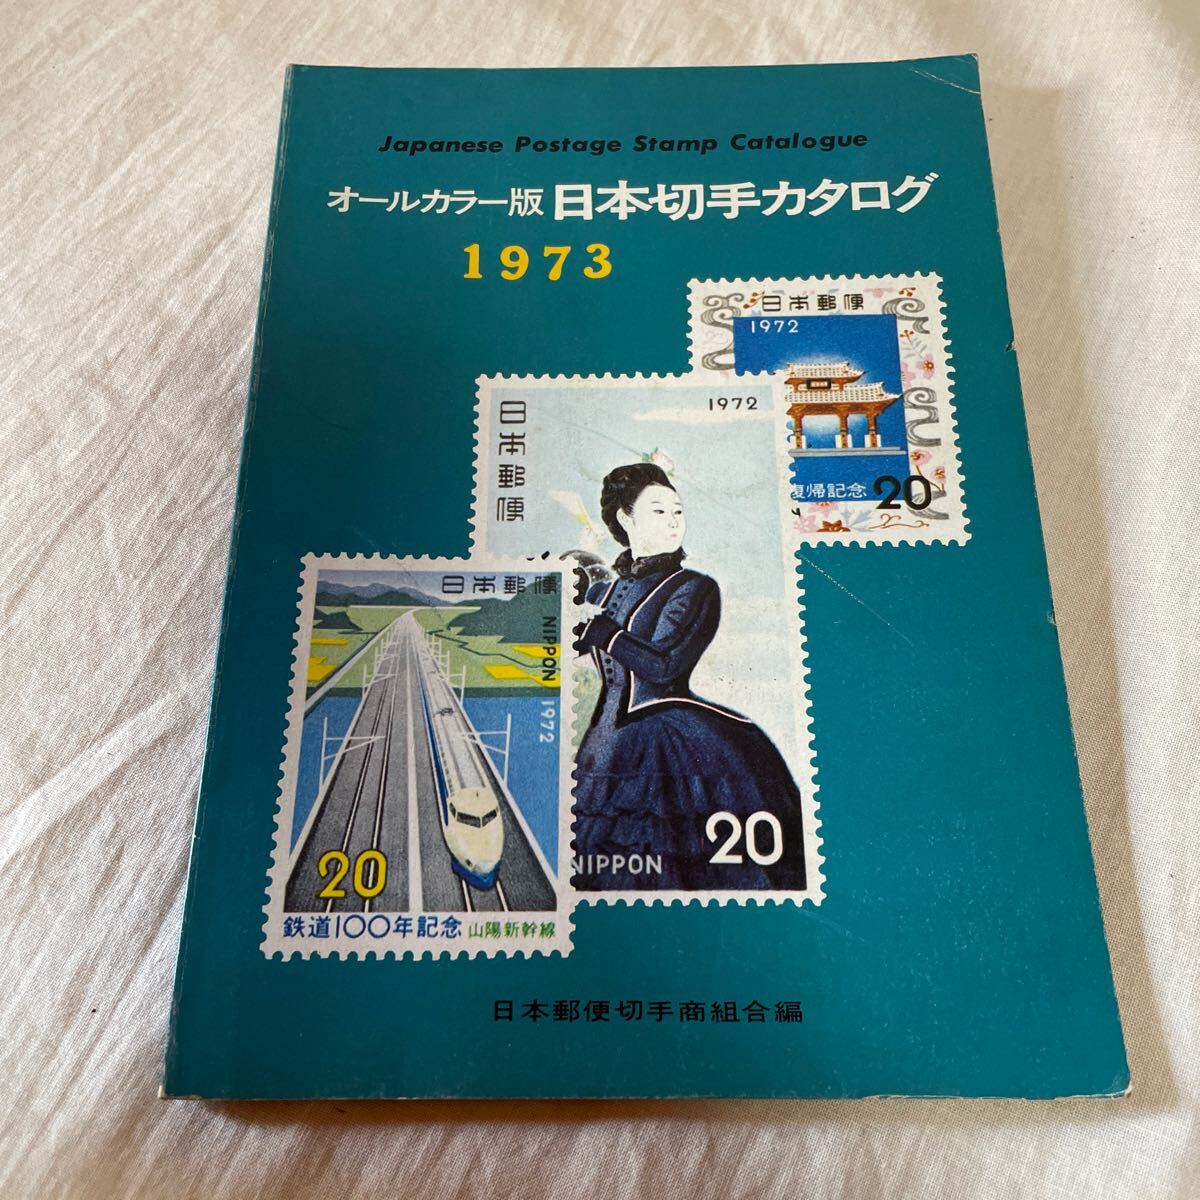 Japanese Postage Stamp Catalogue
オールカラー版 日本切手カタログ
1973
日本郵便
1972
復帰記念 20
日本郵便
1972
NIPPON 20
日本郵便
NIPPON 1972
20
鉄道100年記念 山陽新幹線
日本郵便切手商組合編